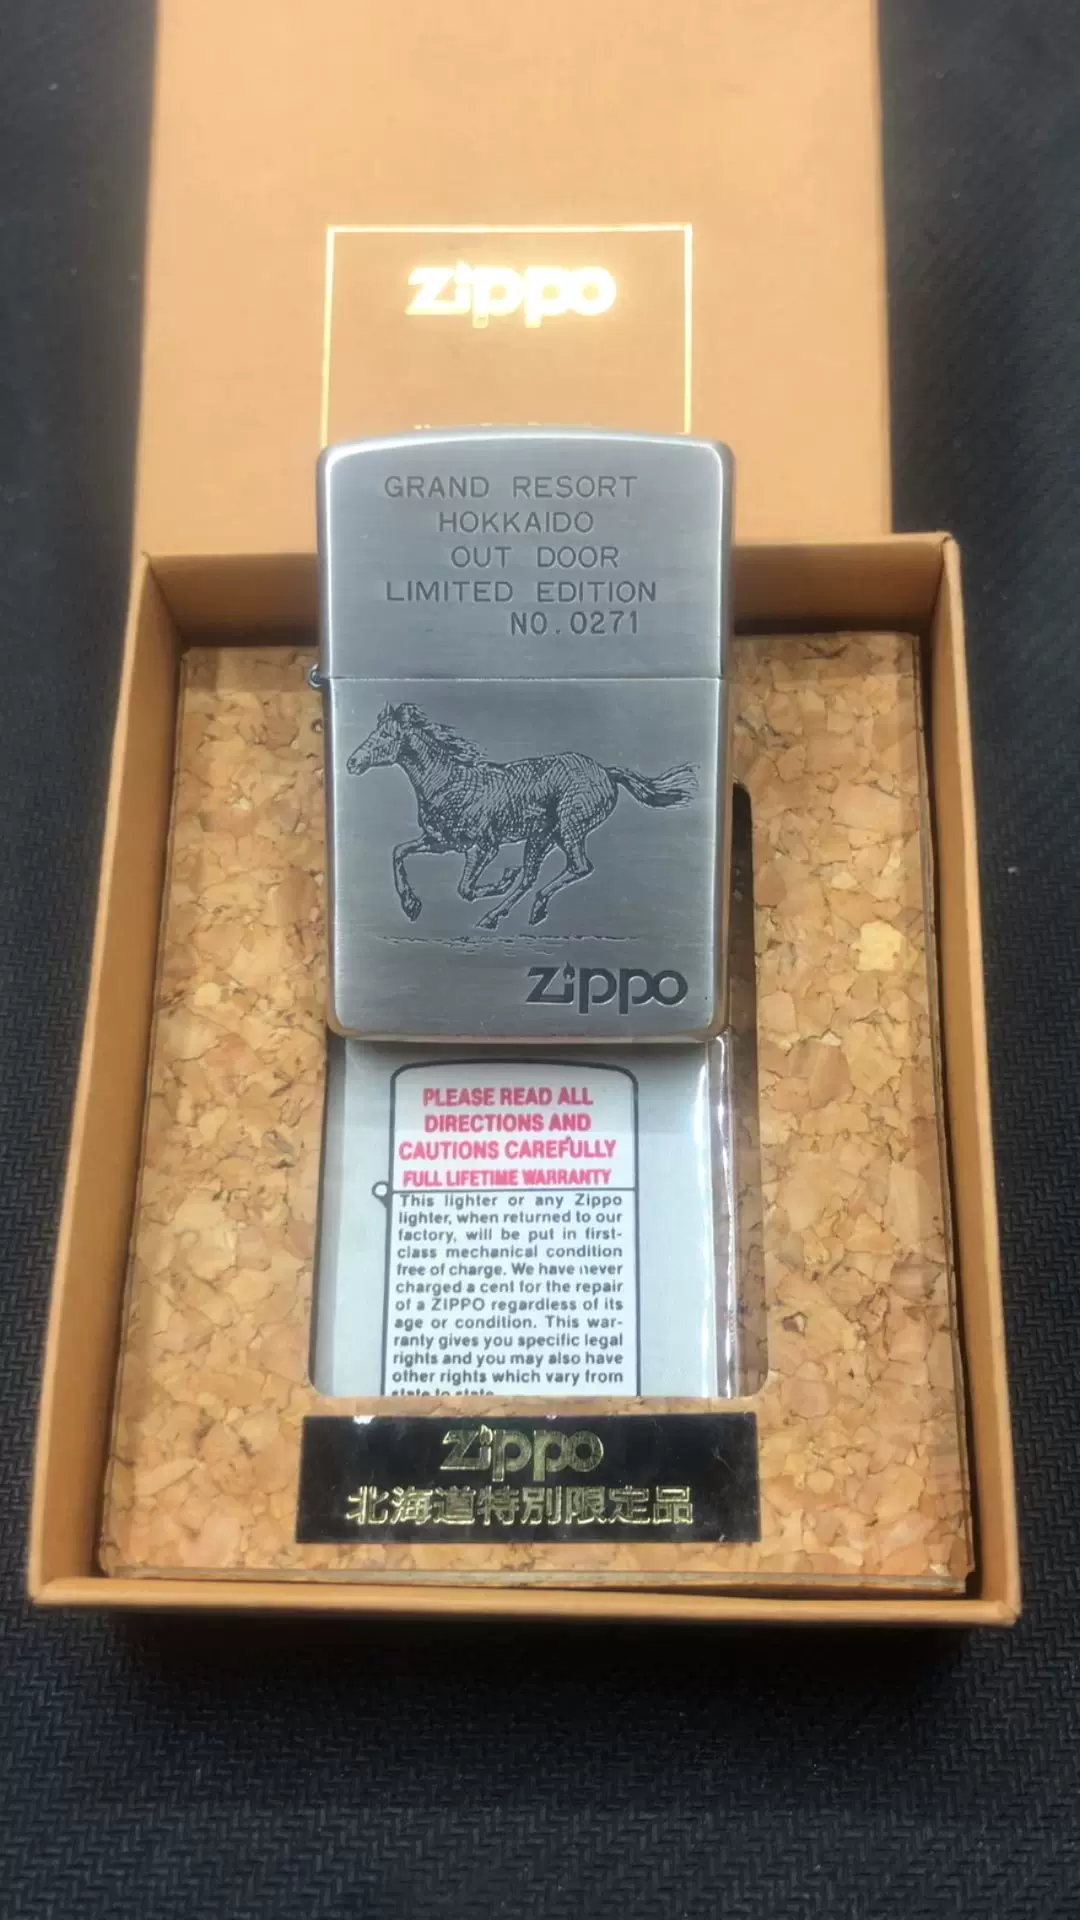 Zippo
GRAND RESORT
HOKKAIDO
OUT DOOR
LIMITED EDITION
NO.0271
Zippo
PLEASE READ ALL
DIRECTIONS AND
CAUTIONS CAREFULLY
FULL LIFETIME WARRANTY
This lighter or any Zippo
lighter, when returned to our
factory, will be put in first-
class mechanical condition
free of charge. We have never
charged a cent for the repair
of a ZIPPO regardless of its
age or condition. This war-
ranty gives you specific legal
rights and you may also have
other rights which vary from
state to state.
Zippo
北海道特別限定品